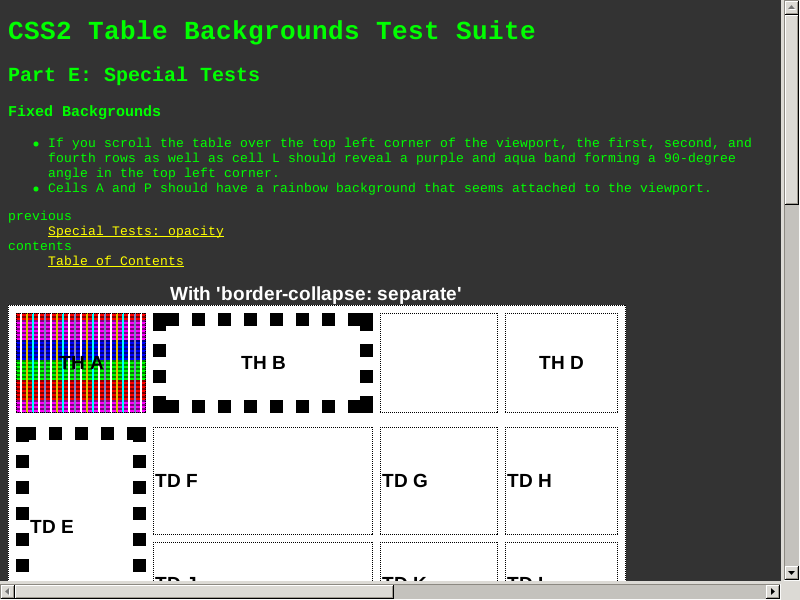 CSS2 Table Backgrounds Test Suite
Part E: Special Tests
Fixed Backgrounds
• If you scroll the table over the top left corner of the viewport, the first, second, and
fourth rows as well as cell L should reveal a purple and aqua band forming a 90-degree
angle in the top left corner.
• Cells A and P should have a rainbow background that seems attached to the viewport.
previous
Special Tests: opacity
contents
Table of Contents
With 'border-collapse: separate'
TH A TH B TH D
TD F TD G TD H
TD E
TD J TD K TD L